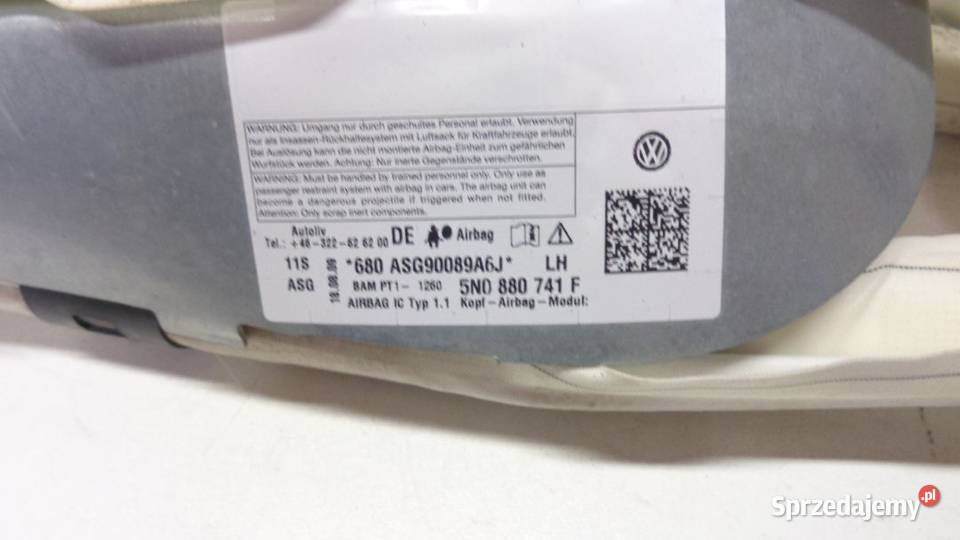 WARNUNG: Umgang nur durch geschultes Personal erlaubt. Verwendung
nur als Insassen-Rückhaltesystem mit Luftsack für Kraftfahrzeuge erlaubt.
Bei Auslösung kann die nicht montierte Airbag-Einheit zum gefährlichen
Wurfstück werden. Achtung: Nur inerte Gegenstände verschrotten.
WARNING: Must be handled by trained personnel only. Only use as
passenger restraint system with airbag in cars. The airbag unit can
become a dangerous projectile if triggered when not fitted.
Attention: Only scrap inert components.
Autoliv
Tel.: +46-322-62 62 00 DE Airbag
11S *680 ASG90089A6J* LH
ASG 18.08.09 BAM PT1- 1260 5N0 880 741 F
AIRBAG IC Typ 1.1 Kopf-Airbag-Modul:
Sprzedajemy.pl